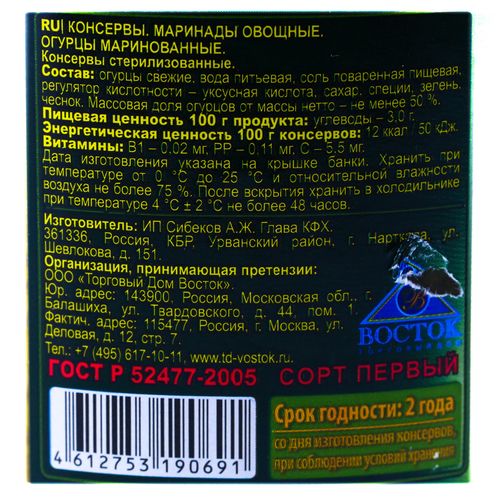 RU| КОНСЕРВЫ. МАРИНАДЫ ОВОЩНЫЕ.
ОГУРЦЫ МАРИНОВАННЫЕ.
Консервы стерилизованные.
Состав: огурцы свежие, вода питьевая, соль поваренная пищевая,
регулятор кислотности – уксусная кислота, сахар, специи, зелень,
чеснок. Массовая доля огурцов от массы нетто – не менее 50 %.
Пищевая ценность 100 г продукта: углеводы – 3,0 г.
Энергетическая ценность 100 г консервов: 12 ккал / 50 кДж.
Витамины: В1 – 0,02 мг, РР – 0,11 мг, С – 5,5 мг.
Дата изготовления указана на крышке банки. Хранить при
температуре от 0 °С до 25 °С и относительной влажности
воздуха не более 75 %. После вскрытия хранить в холодильнике
при температуре 4 °С ± 2 °С не более 48 часов.
Изготовитель: ИП Сибеков А.Ж. Глава КФХ.
361336, Россия, КБР, Урванский район, г. Нарткала, ул.
Шевлокова, д. 151.
Организация, принимающая претензии:
ООО «Торговый Дом Восток».
Юр. адрес: 143900, Россия, Московская обл., г.
Балашиха, ул. Твардовского, д. 44, пом. 1.
Фактич. адрес: 115477, Россия, г. Москва, ул.
Деловая, д. 12, стр. 7.
Тел.: +7 (495) 617-10-11, www.td-vostok.ru
В
ВОСТОК
ТОРГОВЫЙ ДОМ
ГОСТ Р 52477-2005 СОРТ ПЕРВЫЙ
4 612753 190691
Срок годности: 2 года
со дня изготовления консервов,
при соблюдении условий хранения